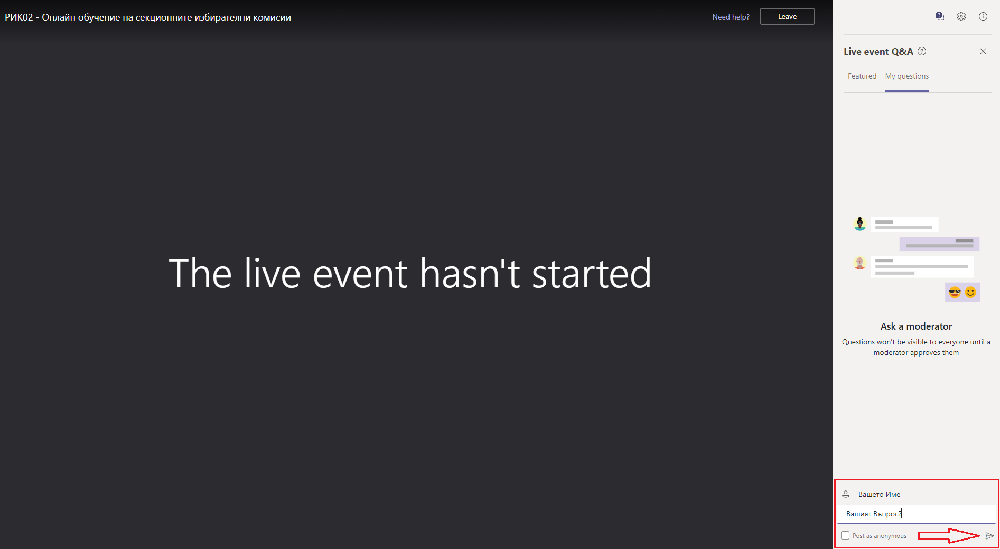 РИК02 - Онлайн обучение на секционните избирателни комисии
Need help?
Leave
The live event hasn't started
Live event Q&A
Featured
My questions
Ask a moderator
Questions won't be visible to everyone until a
moderator approves them
Вашето Име
Вашият Въпрос?
Post as anonymous